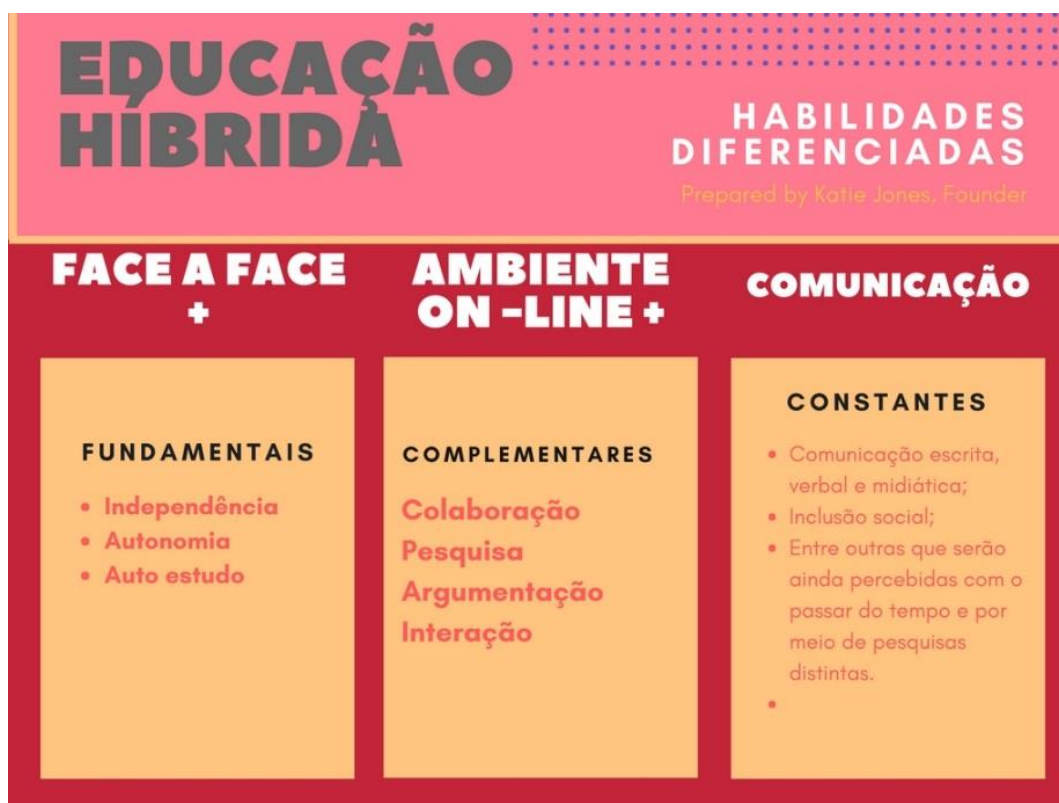 EDUCAÇÃO
HÍBRIDA
HABILIDADES
DIFERENCIADAS
Prepared by Katie Jones, Founder
FACE A FACE
+
AMBIENTE
ON -LINE +
COMUNICAÇÃO
FUNDAMENTAIS
• Independência
• Autonomia
• Auto estudo
COMPLEMENTARES
Colaboração
Pesquisa
Argumentação
Interação
CONSTANTES
• Comunicação escrita,
verbal e midiática;
• Inclusão social;
• Entre outras que serão
ainda percebidas com o
passar do tempo e por
meio de pesquisas
distintas.
•